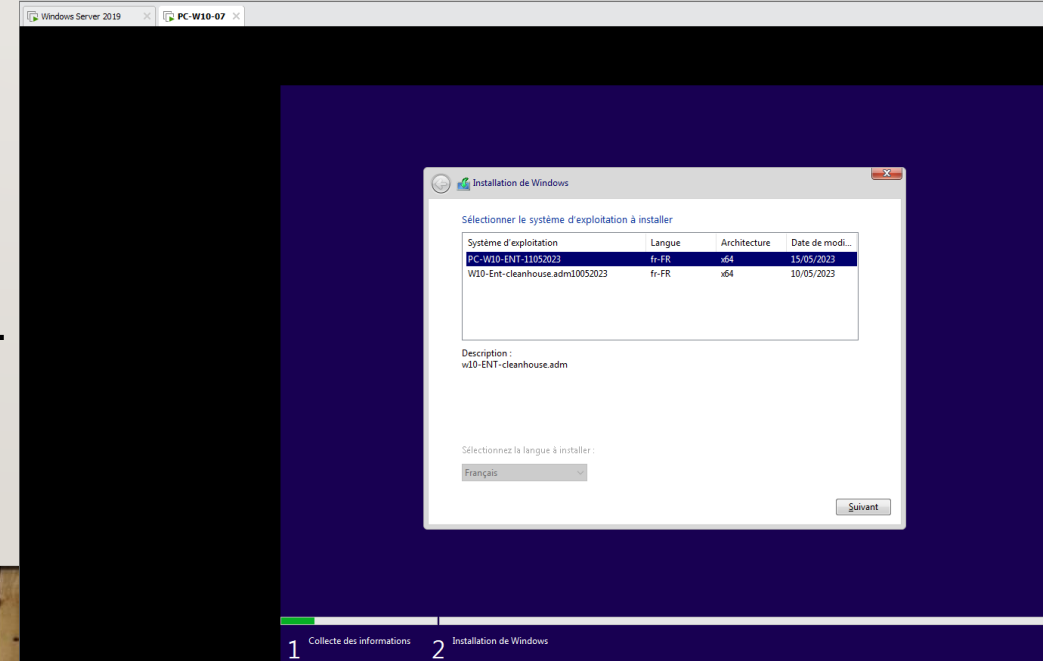 Windows Server 2019 PC-W10-07
Installation de Windows
Sélectionner le système d'exploitation à installer
Système d'exploitation Langue Architecture Date de modi...
PC-W10-ENT-11052023 fr-FR x64 15/05/2023
W10-Ent-cleanhouse.adm10052023 fr-FR x64 10/05/2023
Description :
w10-ENT-cleanhouse.adm
Sélectionnez la langue à installer :
Français
Suivant
1 Collecte des informations 2 Installation de Windows